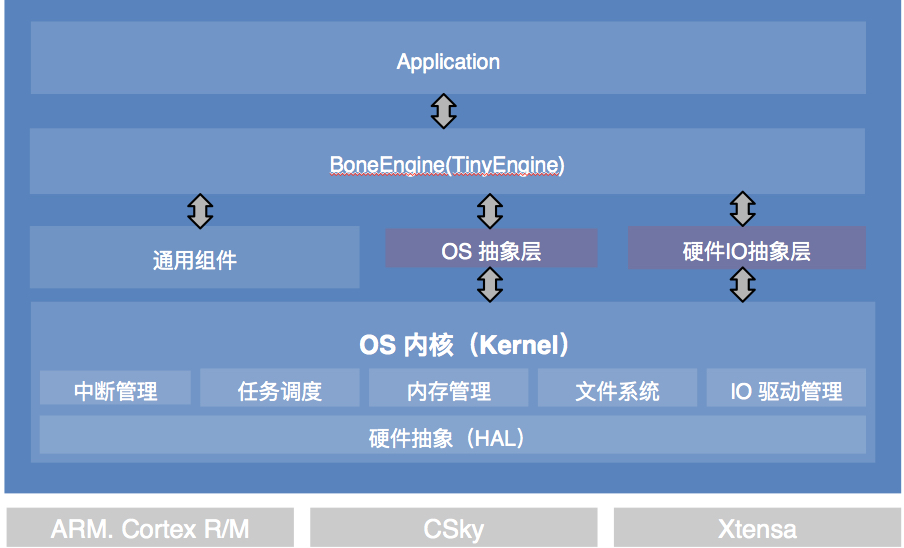 Application
BoneEngine(TinyEngine)
通用组件
OS 抽象层
硬件IO抽象层
OS 内核（Kernel）
中断管理
任务调度
内存管理
文件系统
IO 驱动管理
硬件抽象（HAL）
ARM. Cortex R/M
CSky
Xtensa